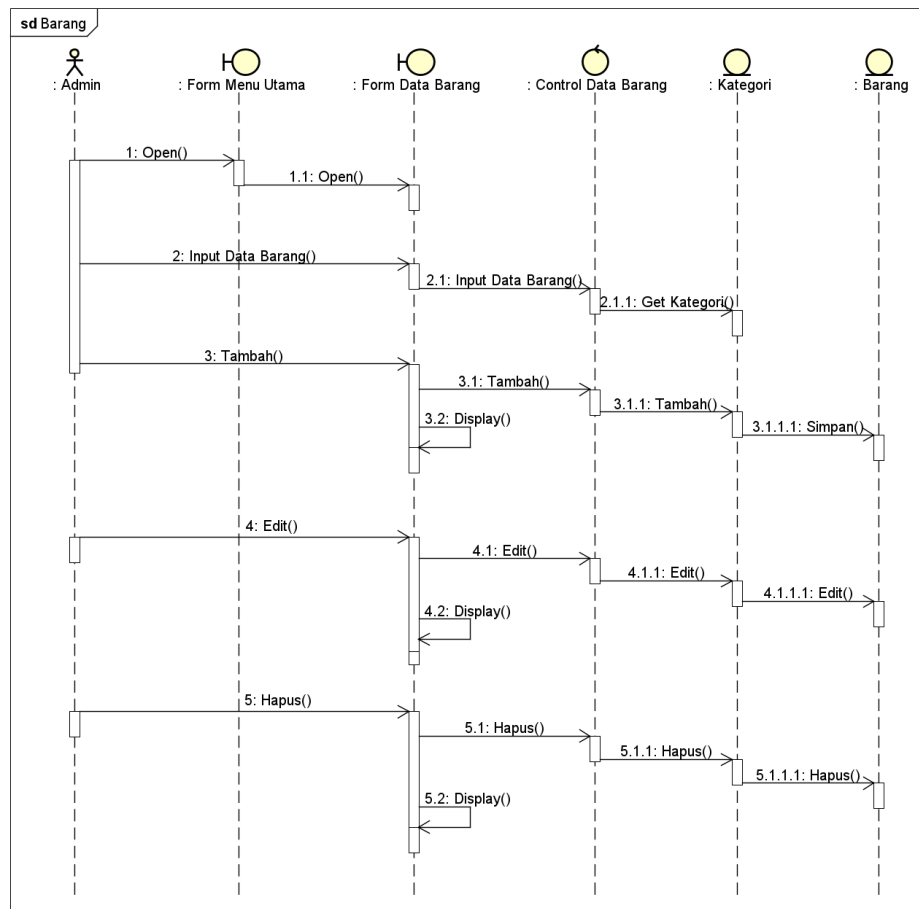 sd Barang
: Admin
: Form Menu Utama
: Form Data Barang
: Control Data Barang
: Kategori
: Barang
1: Open()
1.1: Open()
2: Input Data Barang()
2.1: Input Data Barang()
2.1.1: Get Kategori()
3: Tambah()
3.1: Tambah()
3.1.1: Tambah()
3.2: Display()
3.1.1.1: Simpan()
4: Edit()
4.1: Edit()
4.1.1: Edit()
4.1.1.1: Edit()
4.2: Display()
5: Hapus()
5.1: Hapus()
5.1.1: Hapus()
5.1.1.1: Hapus()
5.2: Display()